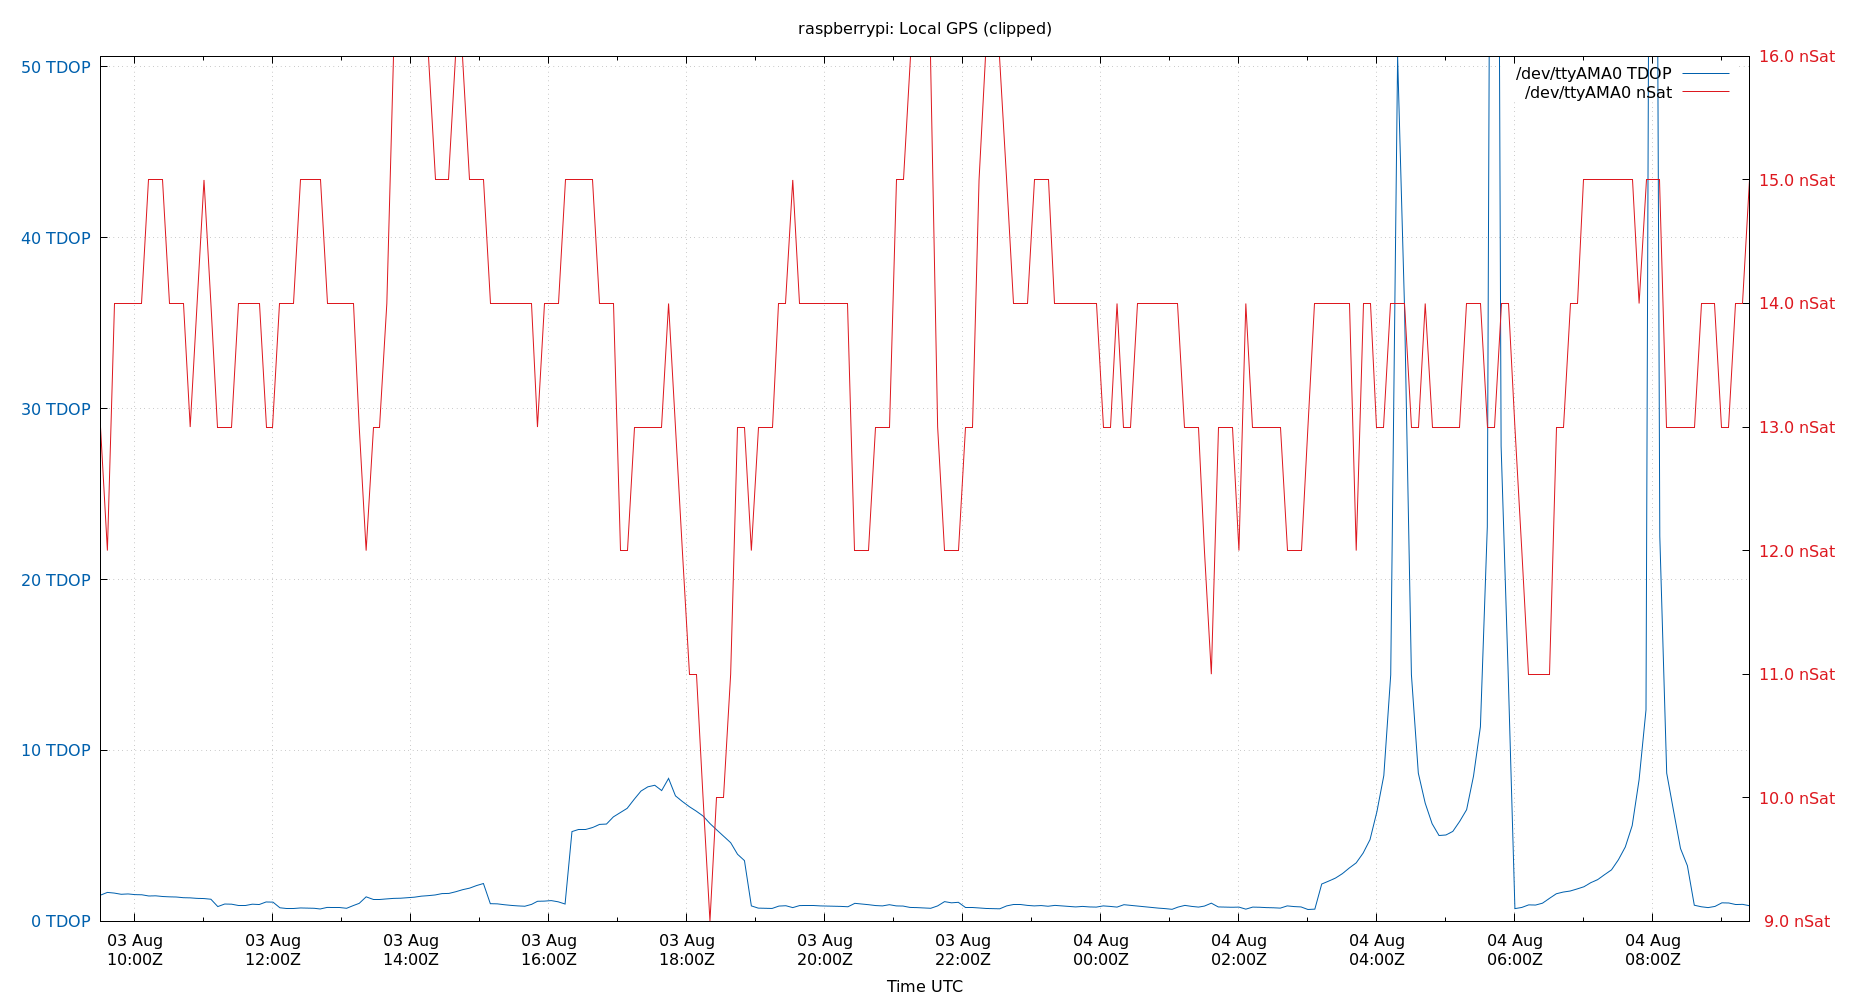 raspberrypi: Local GPS (clipped)
/dev/ttyAMA0 TDOP
/dev/ttyAMA0 nSat
50 TDOP
40 TDOP
30 TDOP
20 TDOP
10 TDOP
0 TDOP
16.0 nSat
15.0 nSat
14.0 nSat
13.0 nSat
12.0 nSat
11.0 nSat
10.0 nSat
9.0 nSat
03 Aug
10:00Z
03 Aug
12:00Z
03 Aug
14:00Z
03 Aug
16:00Z
03 Aug
18:00Z
03 Aug
20:00Z
03 Aug
22:00Z
04 Aug
00:00Z
04 Aug
02:00Z
04 Aug
04:00Z
04 Aug
06:00Z
04 Aug
08:00Z
Time UTC